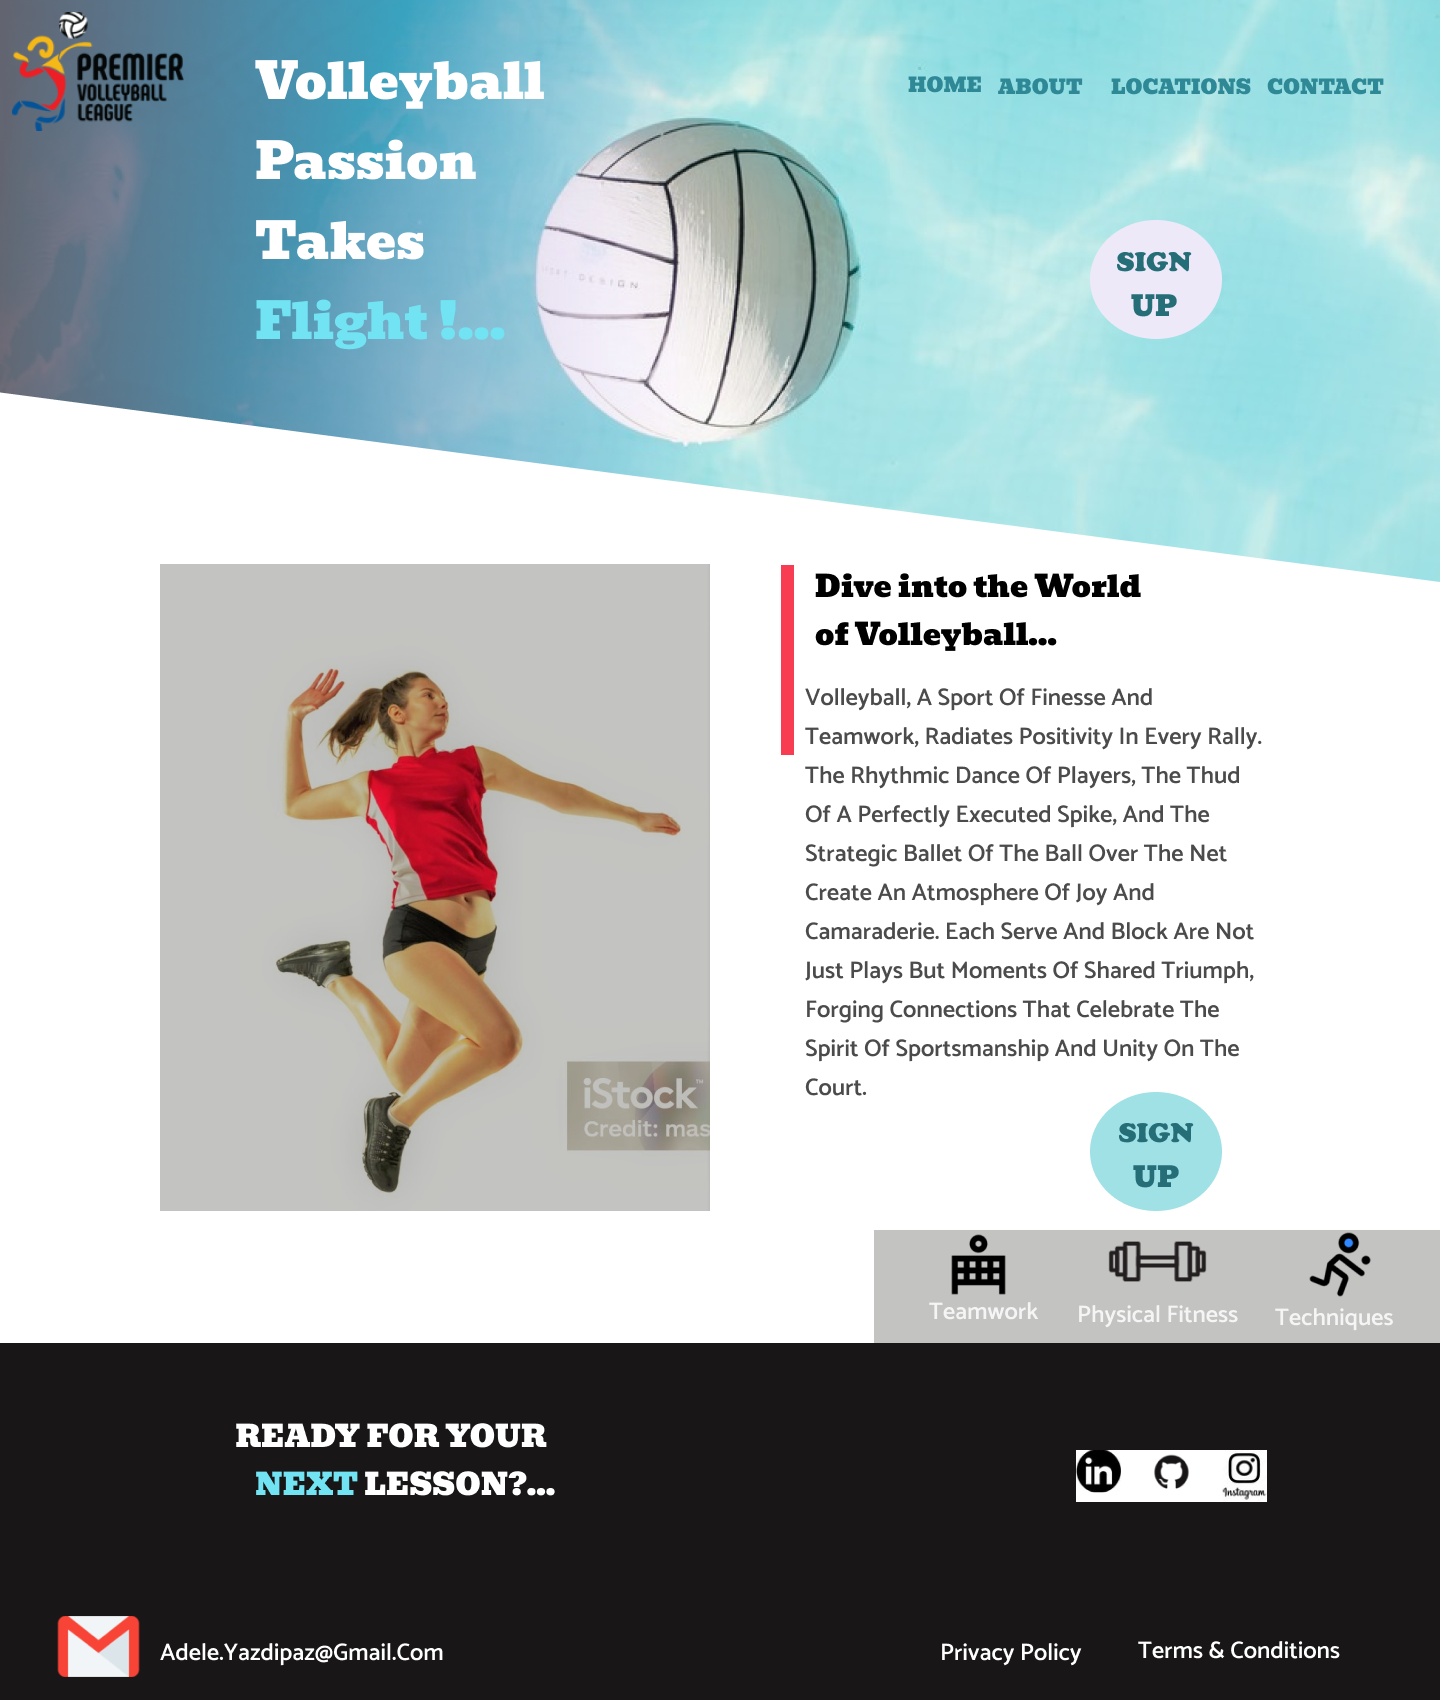 PREMIER
VOLLEYBALL
LEAGUE
HOME ABOUT LOCATIONS CONTACT
Volleyball
Passion
Takes
Flight !...
DESIGN
SIGN
UP
Dive into the World
of Volleyball...
Volleyball, A Sport Of Finesse And
Teamwork, Radiates Positivity In Every Rally.
The Rhythmic Dance Of Players, The Thud
Of A Perfectly Executed Spike, And The
Strategic Ballet Of The Ball Over The Net
Create An Atmosphere Of Joy And
Camaraderie. Each Serve And Block Are Not
Just Plays But Moments Of Shared Triumph,
Forging Connections That Celebrate The
Spirit Of Sportsmanship And Unity On The
Court.
iStock™
Credit: mas
SIGN
UP
Teamwork Physical Fitness Techniques
READY FOR YOUR
NEXT LESSON?...
in
Instagram
Adele.Yazdipaz@Gmail.Com
Privacy Policy Terms & Conditions